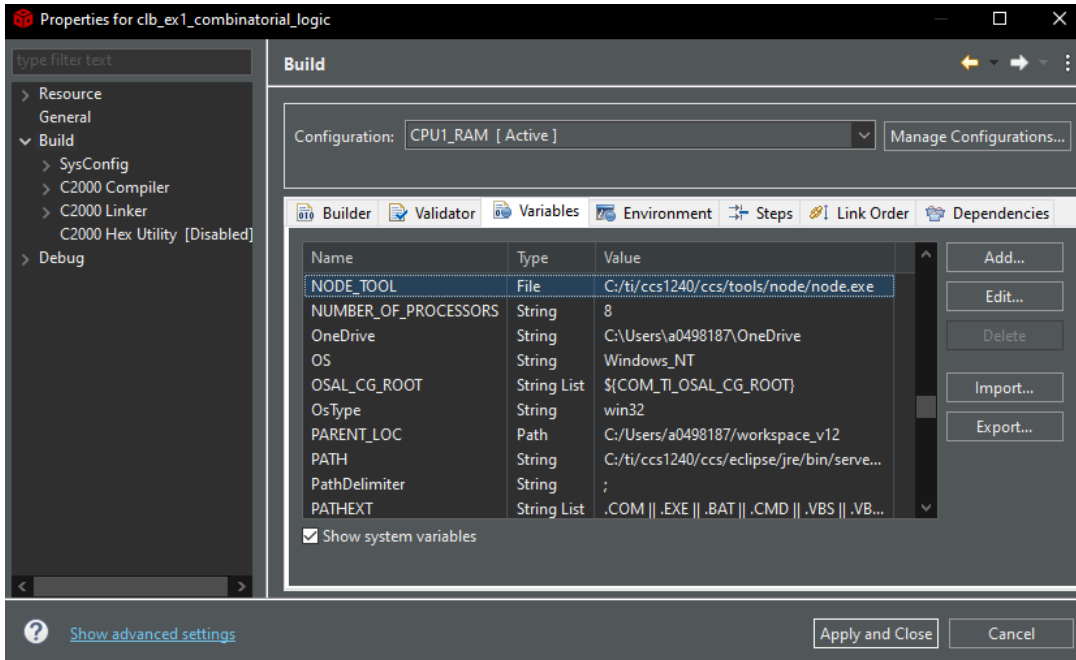 Properties for clb_ex1_combinatorial_logic
type filter text
Resource
General
Build
SysConfig
C2000 Compiler
C2000 Linker
C2000 Hex Utility [Disabled]
Debug
Build
Configuration: CPU1_RAM [ Active ] Manage Configurations...
Builder Validator Variables Environment Steps Link Order Dependencies
Name Type Value
NODE_TOOL File C:/ti/ccs1240/ccs/tools/node/node.exe
NUMBER_OF_PROCESSORS String 8
OneDrive String C:\Users\a0498187\OneDrive
OS String Windows_NT
OSAL_CG_ROOT String List ${COM_TI_OSAL_CG_ROOT}
OsType String win32
PARENT_LOC Path C:/Users/a0498187/workspace_v12
PATH String C:/ti/ccs1240/ccs/eclipse/jre/bin/serve...
PathDelimiter String ;
PATHEXT String List .COM || .EXE || .BAT || .CMD || .VBS || .VB...
Add...
Edit...
Delete
Import...
Export...
Show system variables
Show advanced settings
Apply and Close
Cancel